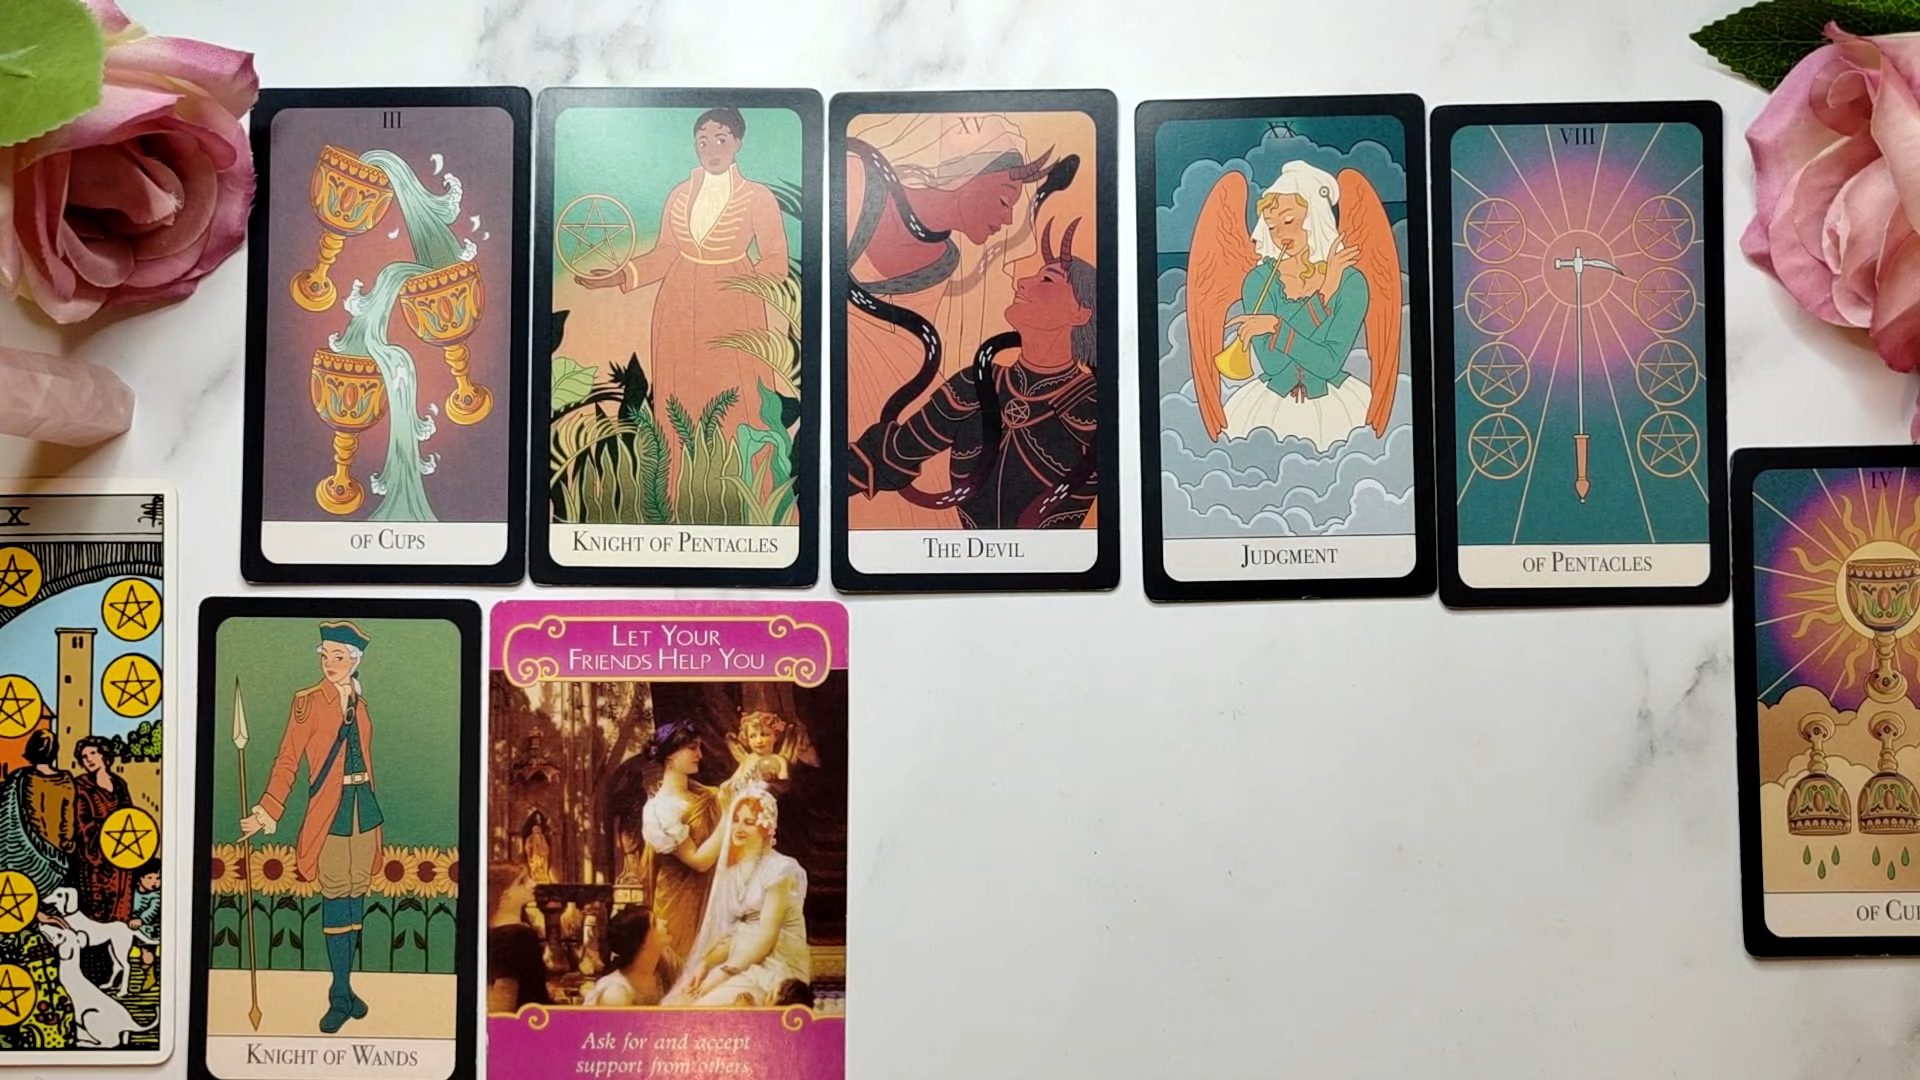 III
OF CUPS
KNIGHT OF PENTACLES
XV
THE DEVIL
XX
JUDGMENT
VIII
OF PENTACLES
X
IV
KNIGHT OF WANDS
LET YOUR
FRIENDS HELP YOU
Ask for and accept
support from others.